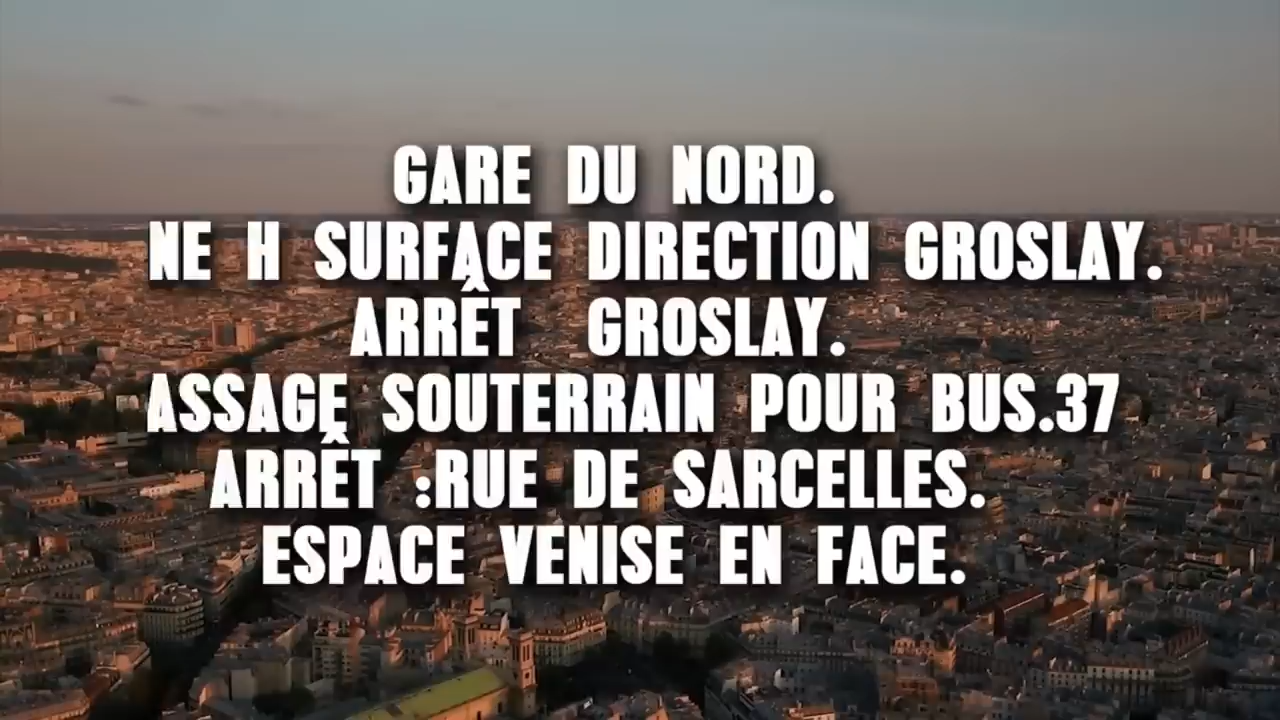 GARE DU NORD.
NE H SURFACE DIRECTION GROSLAY.
ARRÊT GROSLAY.
ASSAGE SOUTERRAIN POUR BUS.37
ARRÊT :RUE DE SARCELLES.
ESPACE VENISE EN FACE.